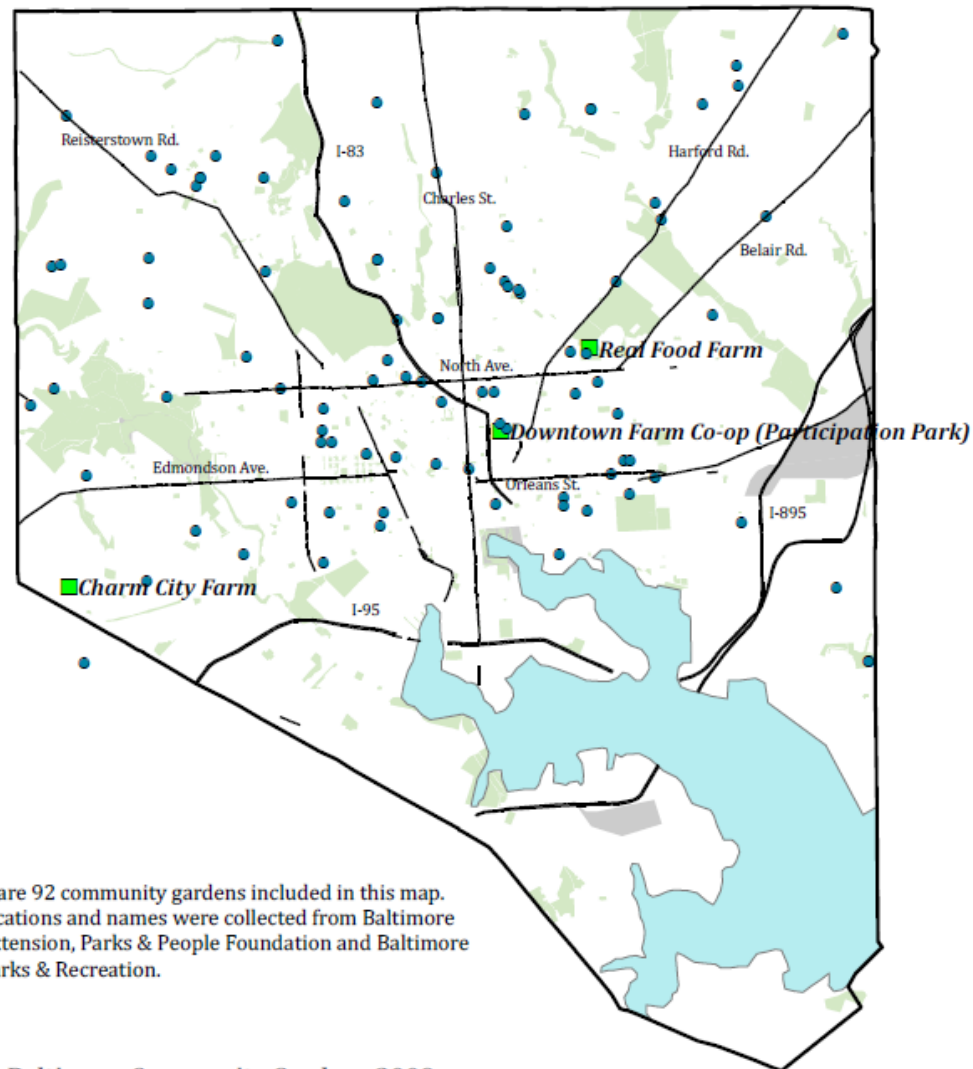 Reisterstown Rd.
I-83
Harford Rd.
Charles St.
Belair Rd.
Real Food Farm
North Ave.
Downtown Farm Co-op (Participation Park)
Edmondson Ave.
Orleans St.
I-895
Charm City Farm
I-95
are 92 community gardens included in this map.
cations and names were collected from Baltimore
tension, Parks & People Foundation and Baltimore
rks & Recreation.